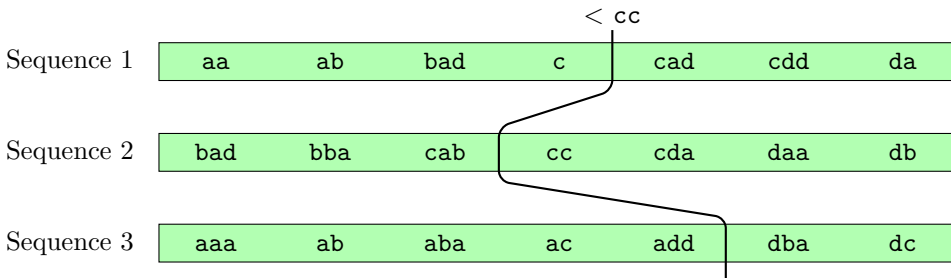 < cc
Sequence 1 aa ab bad c cad cdd da
Sequence 2 bad bba cab cc cda daa db
Sequence 3 aaa ab aba ac add dba dc